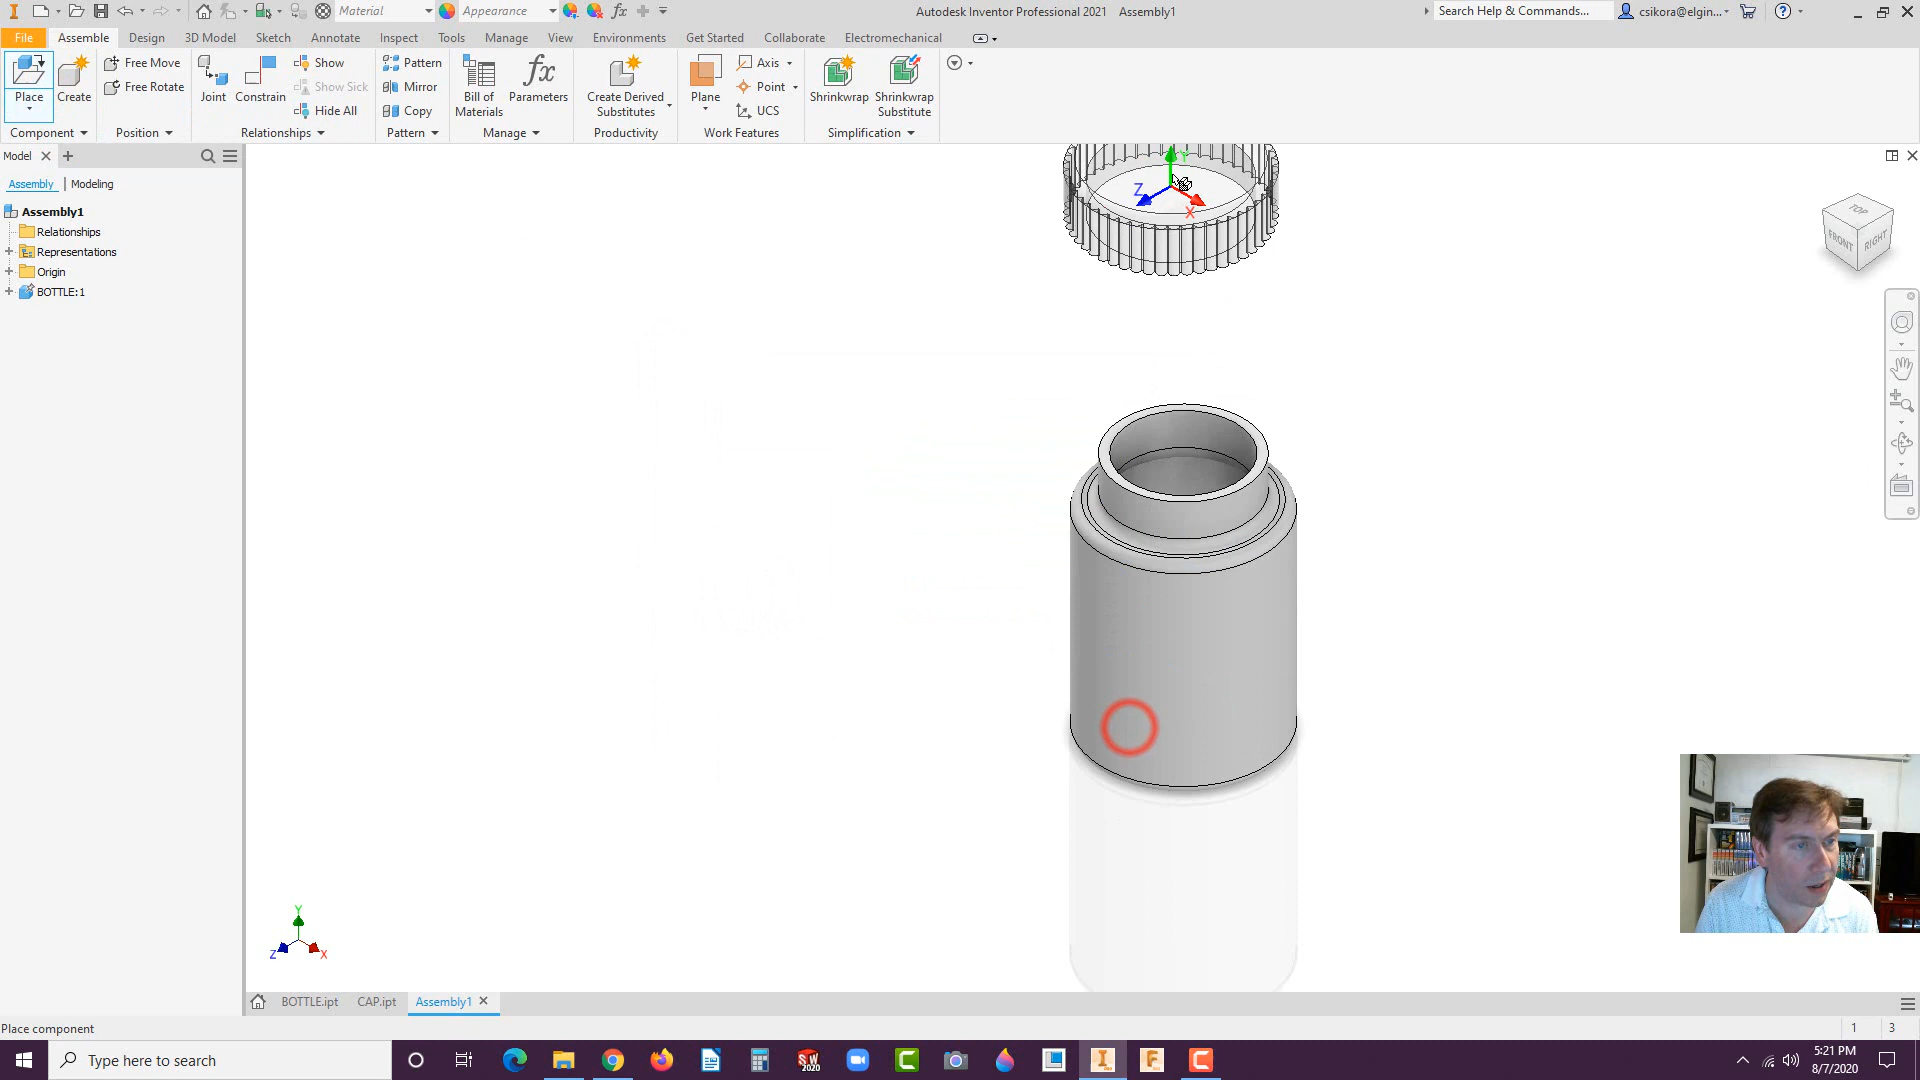 Material
Appearance
Autodesk Inventor Professional 2021 Assembly1
Search Help & Commands...
csikora@elgin...
File Assemble Design 3D Model Sketch Annotate Inspect Tools Manage View Environments Get Started Collaborate Electromechanical
Place
Create
Free Move
Free Rotate
Joint
Constrain
Show
Show Sick
Hide All
Pattern
Mirror
Copy
Bill of
Materials
Parameters
Create Derived
Substitutes
Plane
Axis
Point
UCS
Shrinkwrap
Shrinkwrap
Substitute
Component Position Relationships Pattern Manage Productivity Work Features Simplification
Model
Assembly Modeling
Assembly1
Relationships
Representations
Origin
BOTTLE:1
Y
Z
X
TOP
FRONT
RIGHT
Y
Z
X
BOTTLE.ipt CAP.ipt Assembly1
Place component
1 3
Type here to search
SW
2020
5:21 PM
8/7/2020